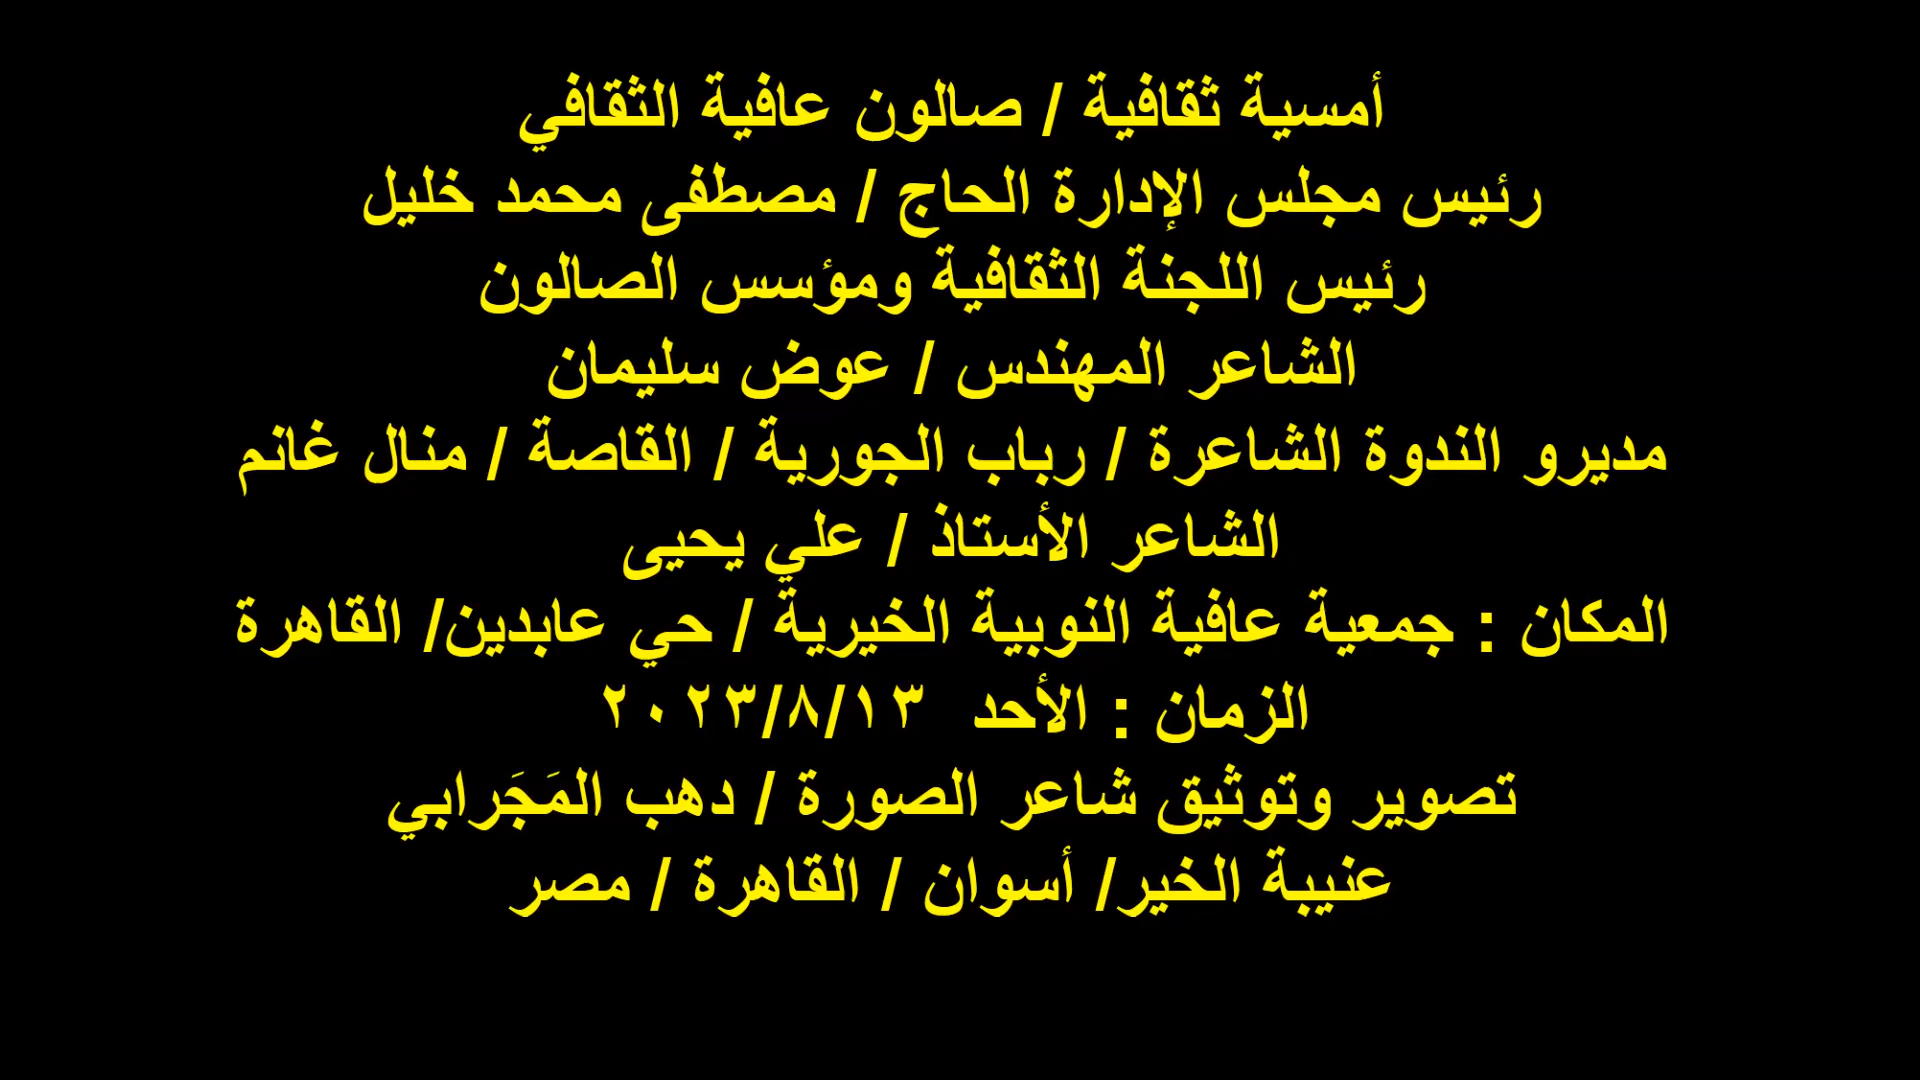 أمسية ثقافية / صالون عافية الثقافي
رئيس مجلس الإدارة الحاج / مصطفى محمد خليل
رئيس اللجنة الثقافية ومؤسس الصالون
الشاعر المهندس / عوض سليمان
مديرو الندوة الشاعرة / رباب الجورية / القاصة / منال غانم
الشاعر الأستاذ / علي يحيى
المكان : جمعية عافية النوبية الخيرية / حي عابدين/ القاهرة
الزمان : الأحد ٢٠٢٣/٨/١٣
تصوير وتوثيق شاعر الصورة / دهب المَجَرابي
عنيبة الخير/ أسوان / القاهرة / مصر